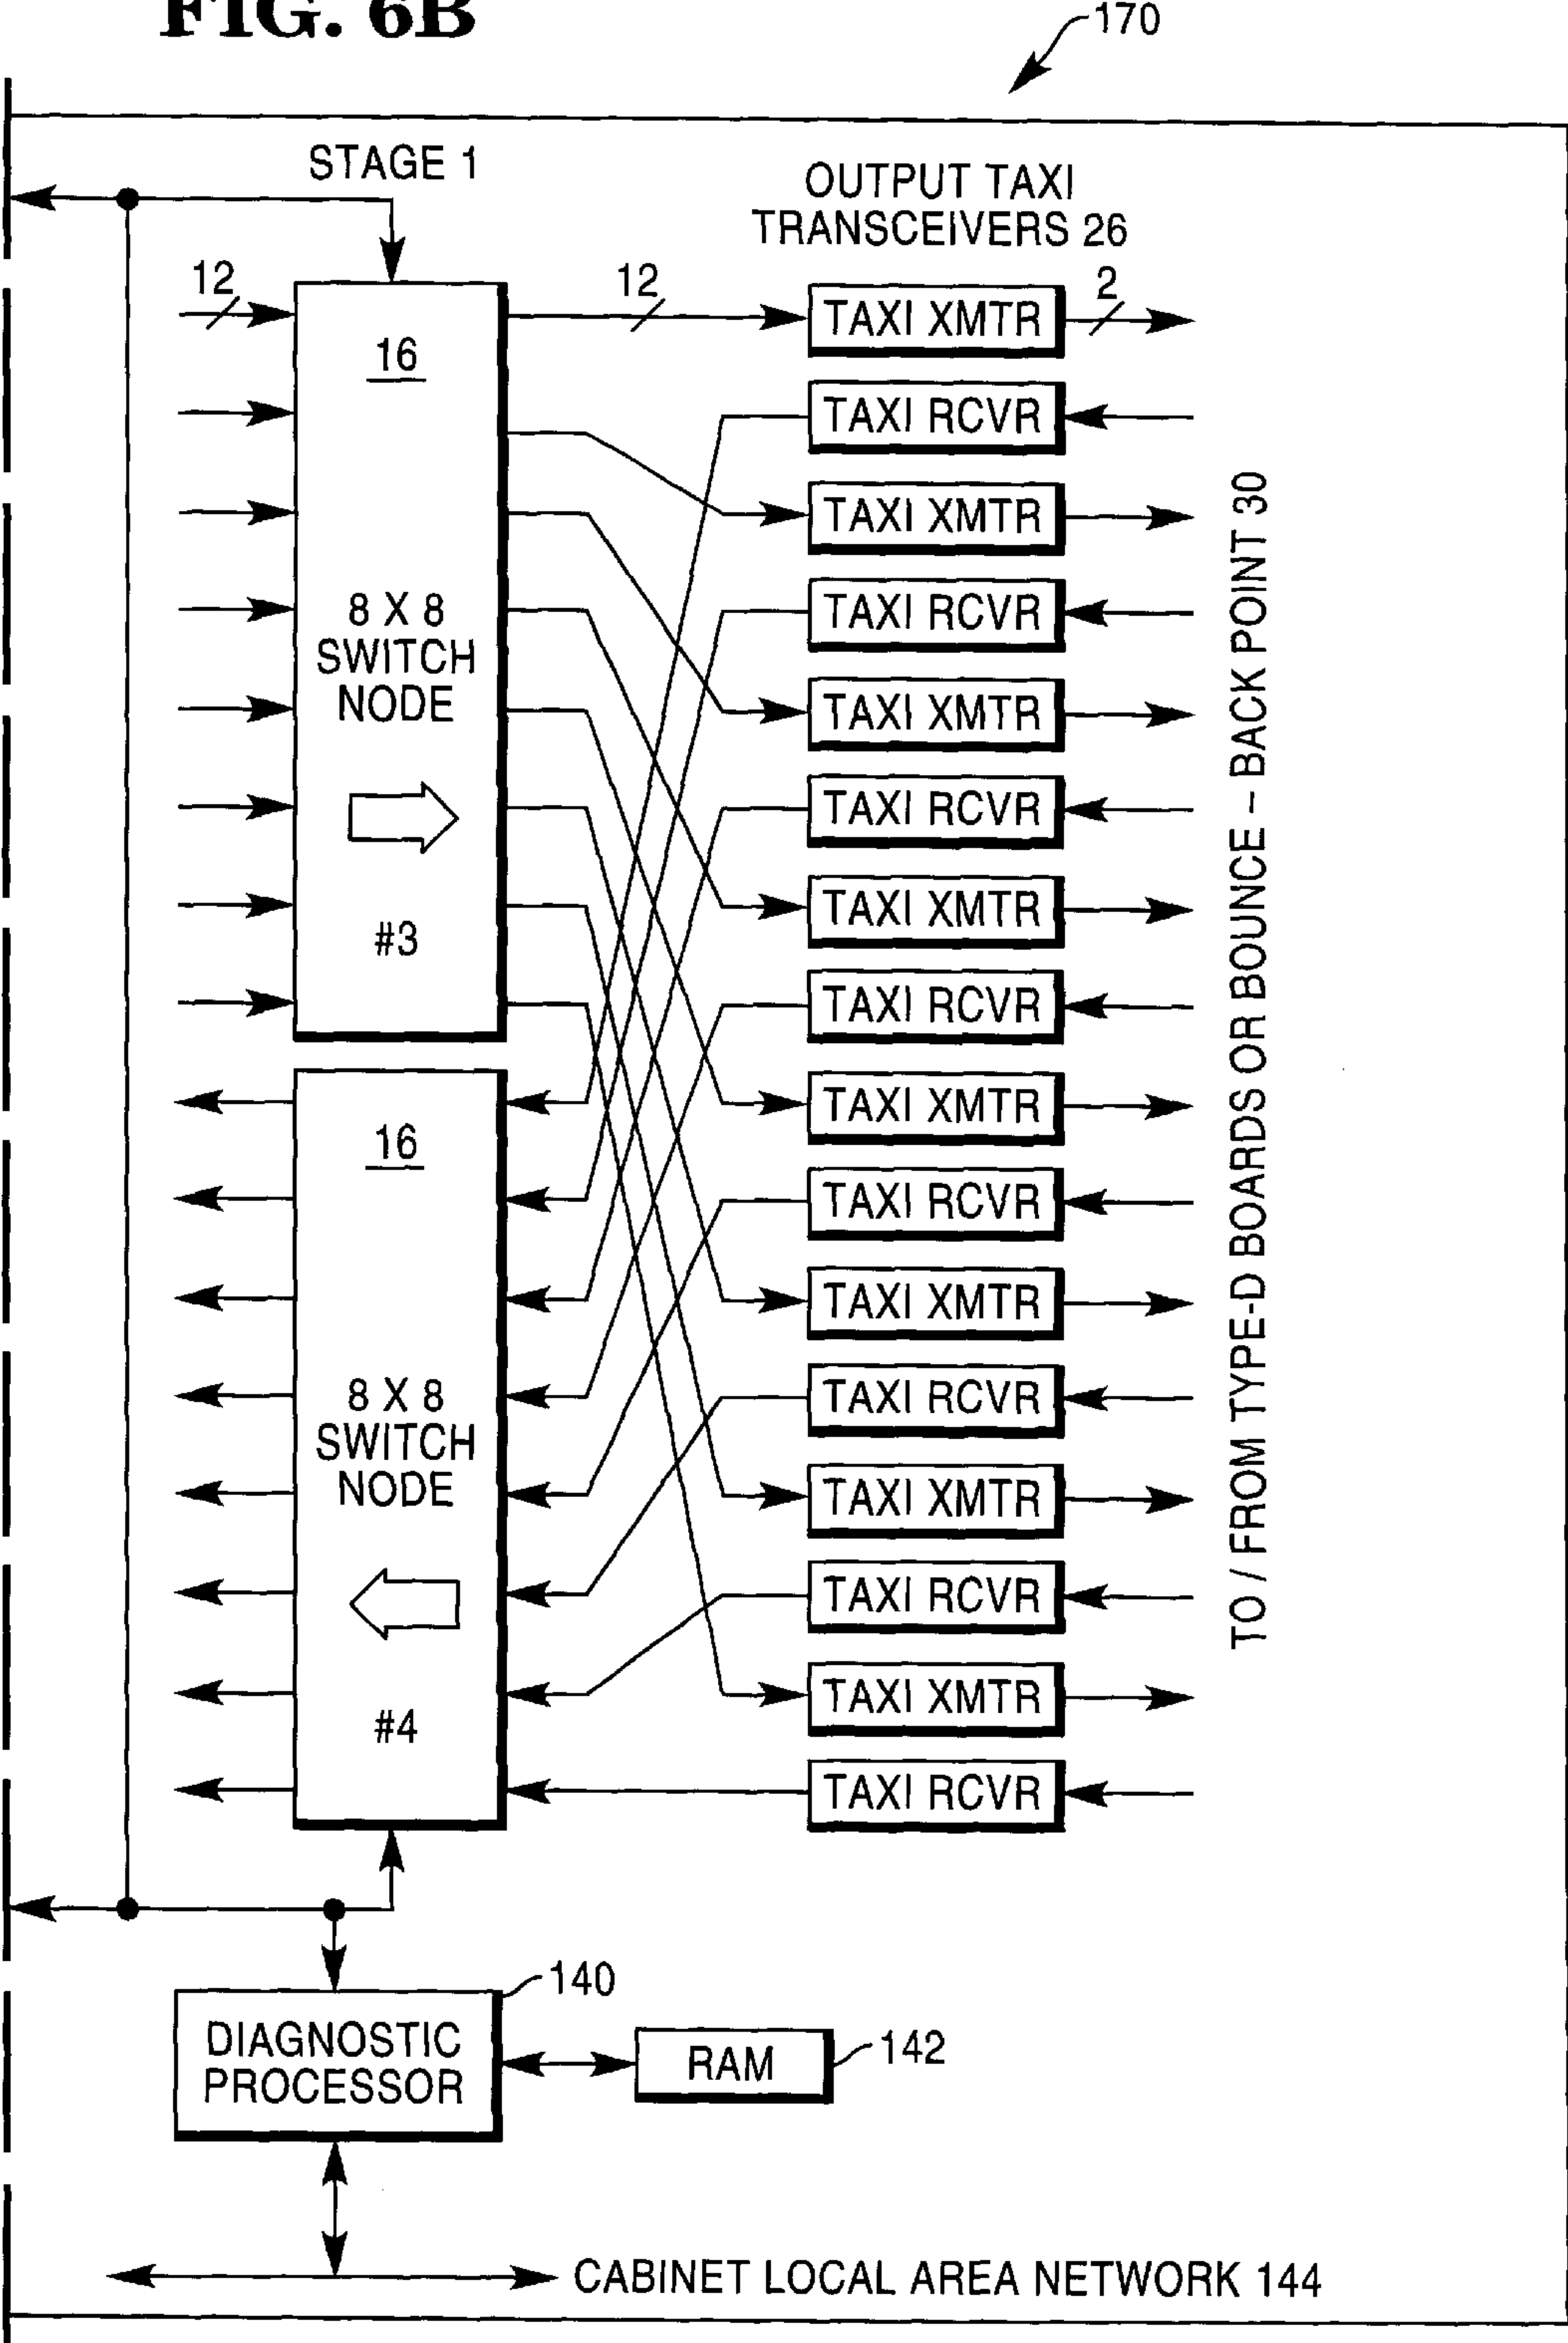 FIG. 6B
170
STAGE 1
OUTPUT TAXI
TRANSCEIVERS 26
12
12
2
16
8 X 8
SWITCH
NODE
#3
16
8 X 8
SWITCH
NODE
#4
TAXI XMTR
TAXI RCVR
TAXI XMTR
TAXI RCVR
TAXI XMTR
TAXI RCVR
TAXI XMTR
TAXI RCVR
TAXI XMTR
TAXI RCVR
TAXI XMTR
TAXI RCVR
TAXI XMTR
TAXI RCVR
TAXI XMTR
TAXI RCVR
TO / FROM TYPE-D BOARDS OR BOUNCE – BACK POINT 30
140
DIAGNOSTIC
PROCESSOR
RAM
142
CABINET LOCAL AREA NETWORK 144